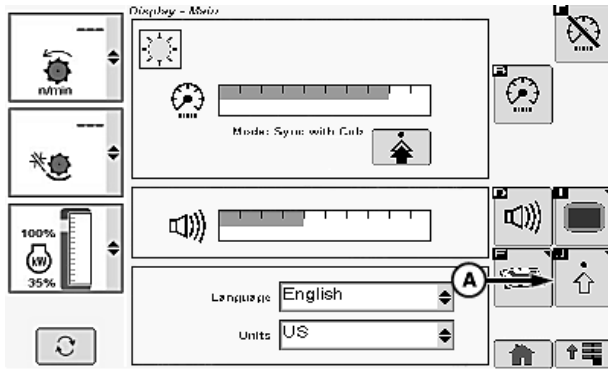 Display - Main
---
n/min
Mode: Sync with Cab
---
100%
kW
35%
A
Language English
Units US